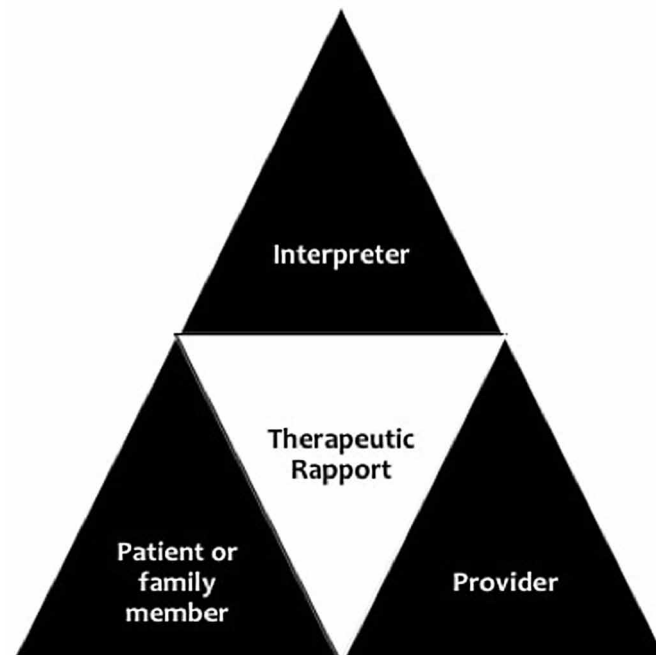 Interpreter
Therapeutic
Rapport
Patient or
family
member
Provider